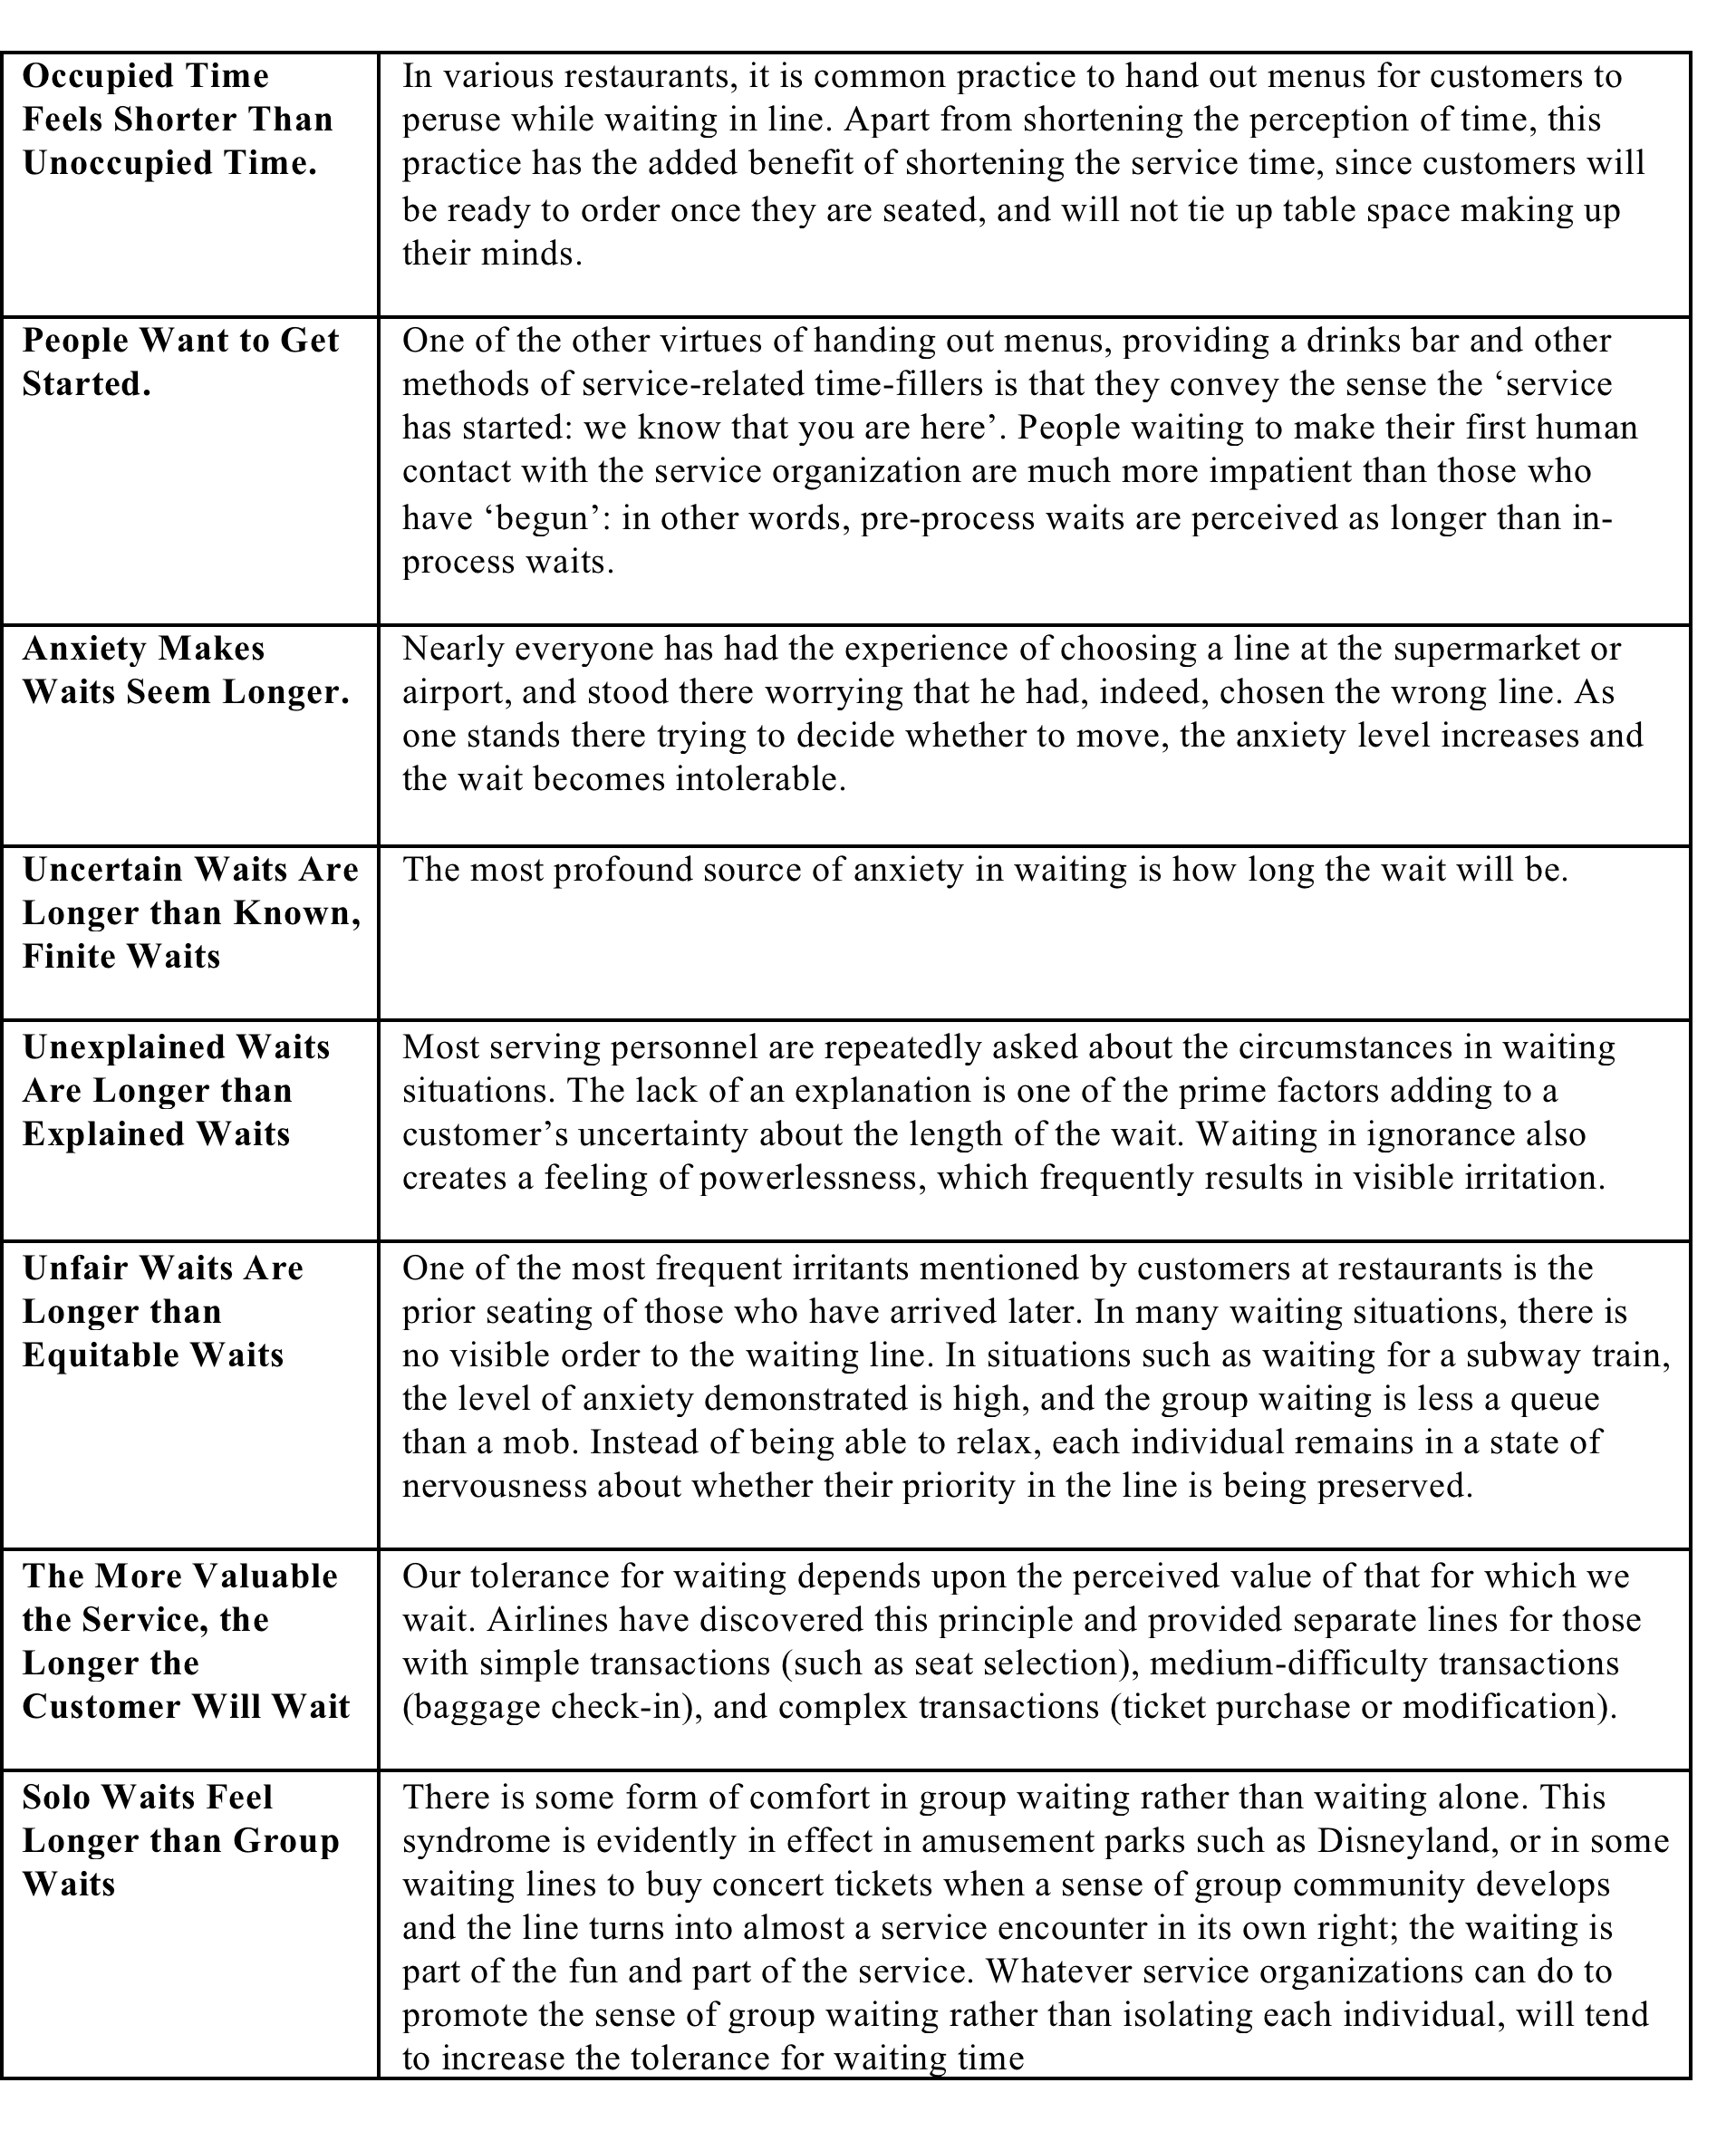 Occupied Time
Feels Shorter Than
Unoccupied Time.
In various restaurants, it is common practice to hand out menus for customers to
peruse while waiting in line. Apart from shortening the perception of time, this
practice has the added benefit of shortening the service time, since customers will
be ready to order once they are seated, and will not tie up table space making up
their minds.
People Want to Get
Started.
One of the other virtues of handing out menus, providing a drinks bar and other
methods of service-related time-fillers is that they convey the sense the ‘service
has started: we know that you are here’. People waiting to make their first human
contact with the service organization are much more impatient than those who
have ‘begun’: in other words, pre-process waits are perceived as longer than in-
process waits.
Anxiety Makes
Waits Seem Longer.
Nearly everyone has had the experience of choosing a line at the supermarket or
airport, and stood there worrying that he had, indeed, chosen the wrong line. As
one stands there trying to decide whether to move, the anxiety level increases and
the wait becomes intolerable.
Uncertain Waits Are
Longer than Known,
Finite Waits
The most profound source of anxiety in waiting is how long the wait will be.
Unexplained Waits
Are Longer than
Explained Waits
Most serving personnel are repeatedly asked about the circumstances in waiting
situations. The lack of an explanation is one of the prime factors adding to a
customer’s uncertainty about the length of the wait. Waiting in ignorance also
creates a feeling of powerlessness, which frequently results in visible irritation.
Unfair Waits Are
Longer than
Equitable Waits
One of the most frequent irritants mentioned by customers at restaurants is the
prior seating of those who have arrived later. In many waiting situations, there is
no visible order to the waiting line. In situations such as waiting for a subway train,
the level of anxiety demonstrated is high, and the group waiting is less a queue
than a mob. Instead of being able to relax, each individual remains in a state of
nervousness about whether their priority in the line is being preserved.
The More Valuable
the Service, the
Longer the
Customer Will Wait
Our tolerance for waiting depends upon the perceived value of that for which we
wait. Airlines have discovered this principle and provided separate lines for those
with simple transactions (such as seat selection), medium-difficulty transactions
(baggage check-in), and complex transactions (ticket purchase or modification).
Solo Waits Feel
Longer than Group
Waits
There is some form of comfort in group waiting rather than waiting alone. This
syndrome is evidently in effect in amusement parks such as Disneyland, or in some
waiting lines to buy concert tickets when a sense of group community develops
and the line turns into almost a service encounter in its own right; the waiting is
part of the fun and part of the service. Whatever service organizations can do to
promote the sense of group waiting rather than isolating each individual, will tend
to increase the tolerance for waiting time